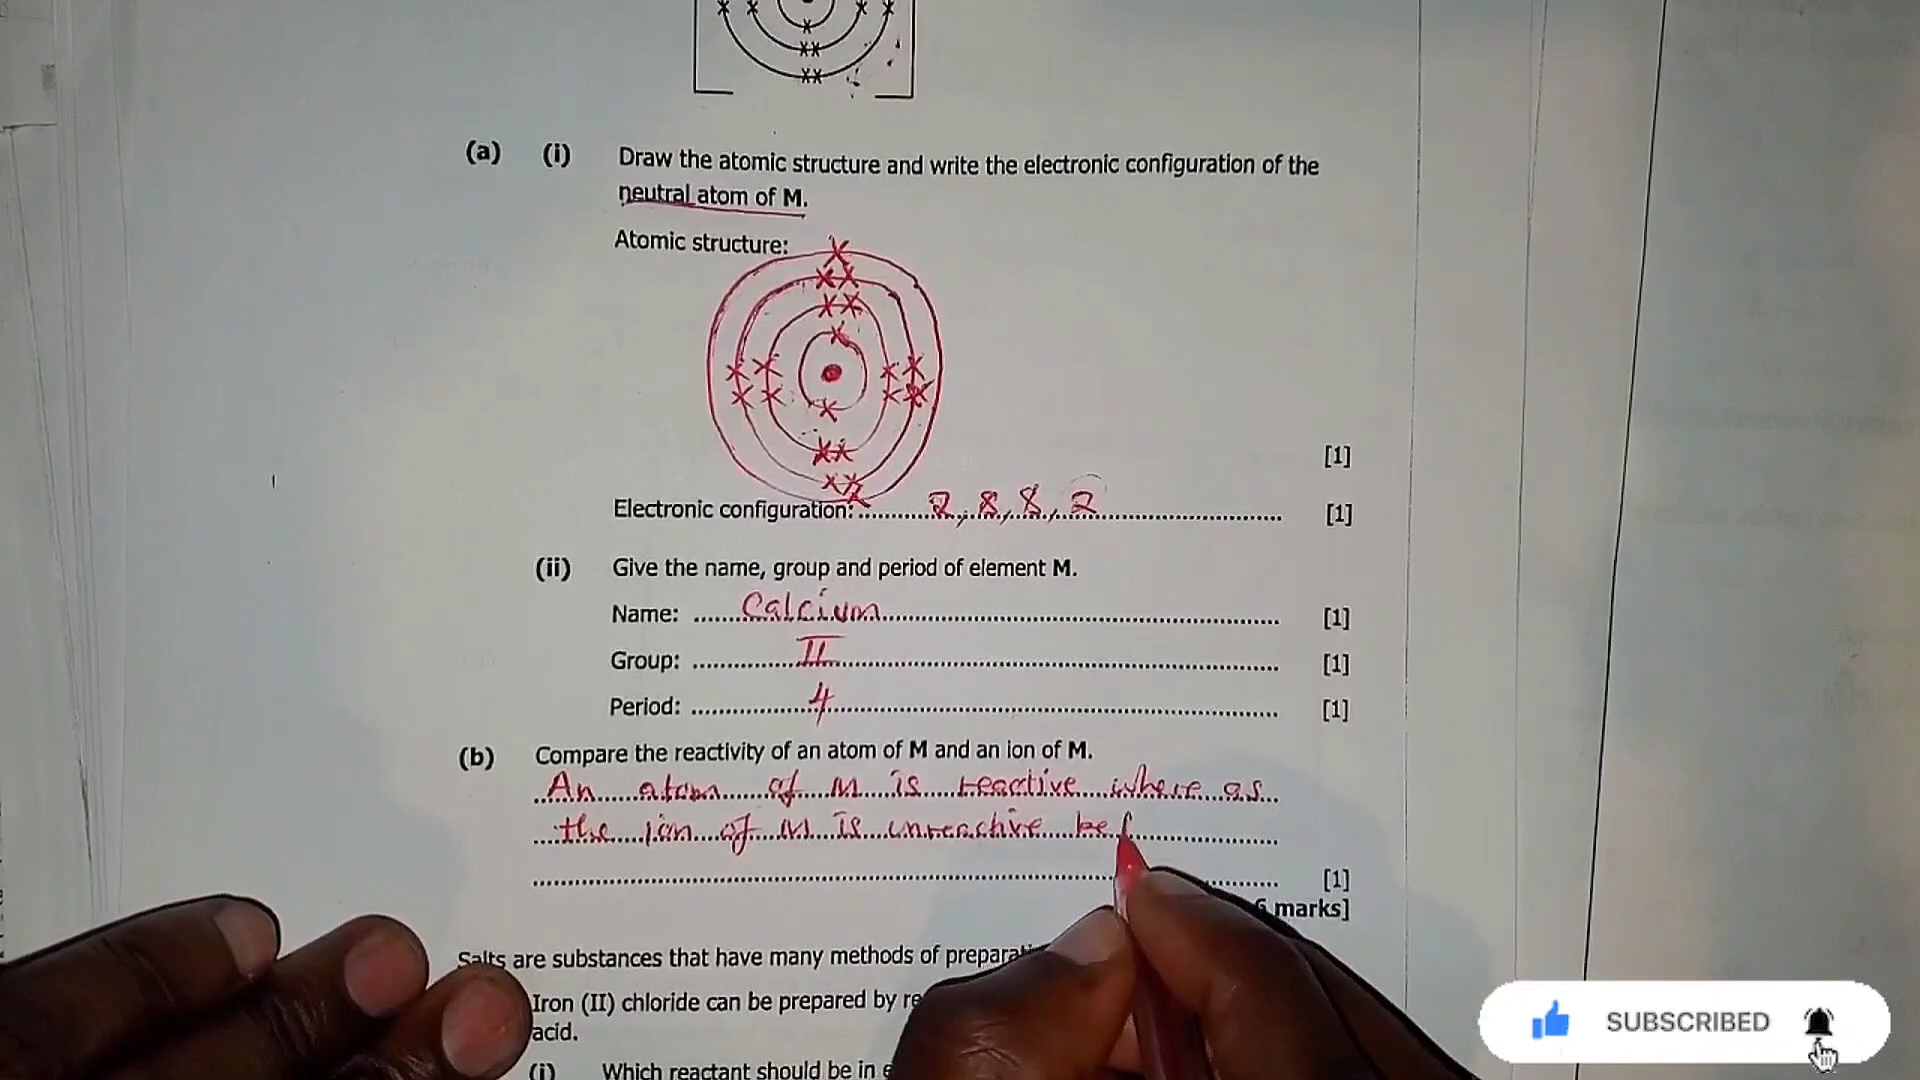 (a) (i) Draw the atomic structure and write the electronic configuration of the
neutral atom of M.
Atomic structure:
[1]
Electronic configuration: 2, 8, 8, 2 [1]
(ii) Give the name, group and period of element M.
Name: Calcium [1]
Group: II [1]
Period: 4 [1]
(b) Compare the reactivity of an atom of M and an ion of M.
An atom of M is reactive where as
the ion of M is unreactive be
[1]
marks]
Salts are substances that have many methods of
Iron (II) chloride can be prepared by
acid.
(i) Which reactant should be in
SUBSCRIBED